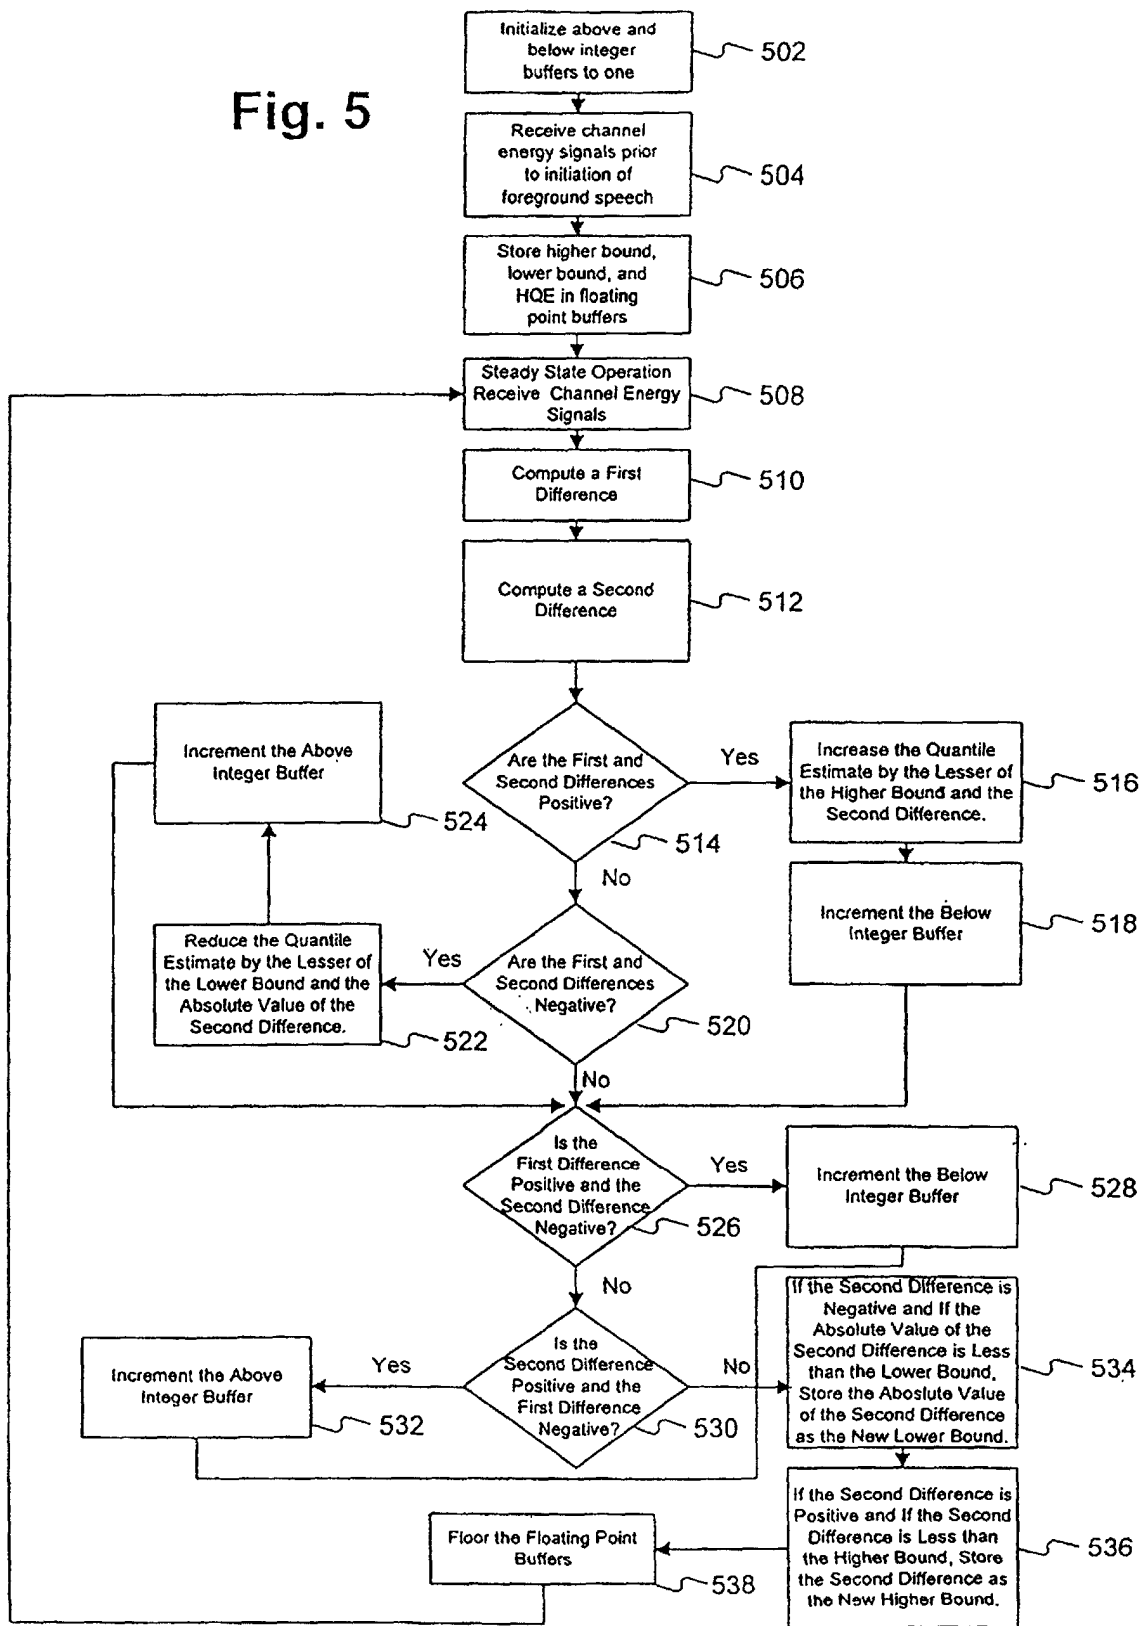 Fig. 5
Initialize above and
below integer
buffers to one
502
Receive channel
energy signals prior
to initiation of
foreground speech
504
Store higher bound,
lower bound, and
HQE in floating
point buffers
506
Steady State Operation
Receive Channel Energy
Signals
508
Compute a First
Difference
510
Compute a Second
Difference
512
Are the First and
Second Differences
Positive?
514
Yes
No
Increase the Quantile
Estimate by the Lesser of
the Higher Bound and the
Second Difference.
516
Increment the Below
Integer Buffer
518
Are the First and
Second Differences
Negative?
520
Yes
No
Reduce the Quantile
Estimate by the Lesser of
the Lower Bound and the
Absolute Value of the
Second Difference.
522
Increment the Above
Integer Buffer
524
Is the
First Difference
Positive and the
Second Difference
Negative?
526
Yes
No
Increment the Below
Integer Buffer
528
Is the
Second Difference
Positive and the
First Difference
Negative?
530
Yes
No
Increment the Above
Integer Buffer
532
If the Second Difference is
Negative and If the
Absolute Value of the
Second Difference is Less
than the Lower Bound,
Store the Absolute Value
of the Second Difference
as the New Lower Bound.
534
If the Second Difference is
Positive and If the Second
Difference is Less than
the Higher Bound, Store
the Second Difference as
the New Higher Bound.
536
Floor the Floating Point
Buffers
538